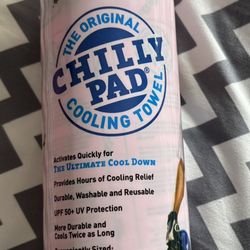 THE ORIGINAL
CHILLY
PAD®
COOLING TOWEL
Activates Quickly for
THE ULTIMATE COOL DOWN
Provides Hours of Cooling Relief
Durable, Washable and Reusable
UPF 50+ UV Protection
More Durable and
Cools Twice as Long